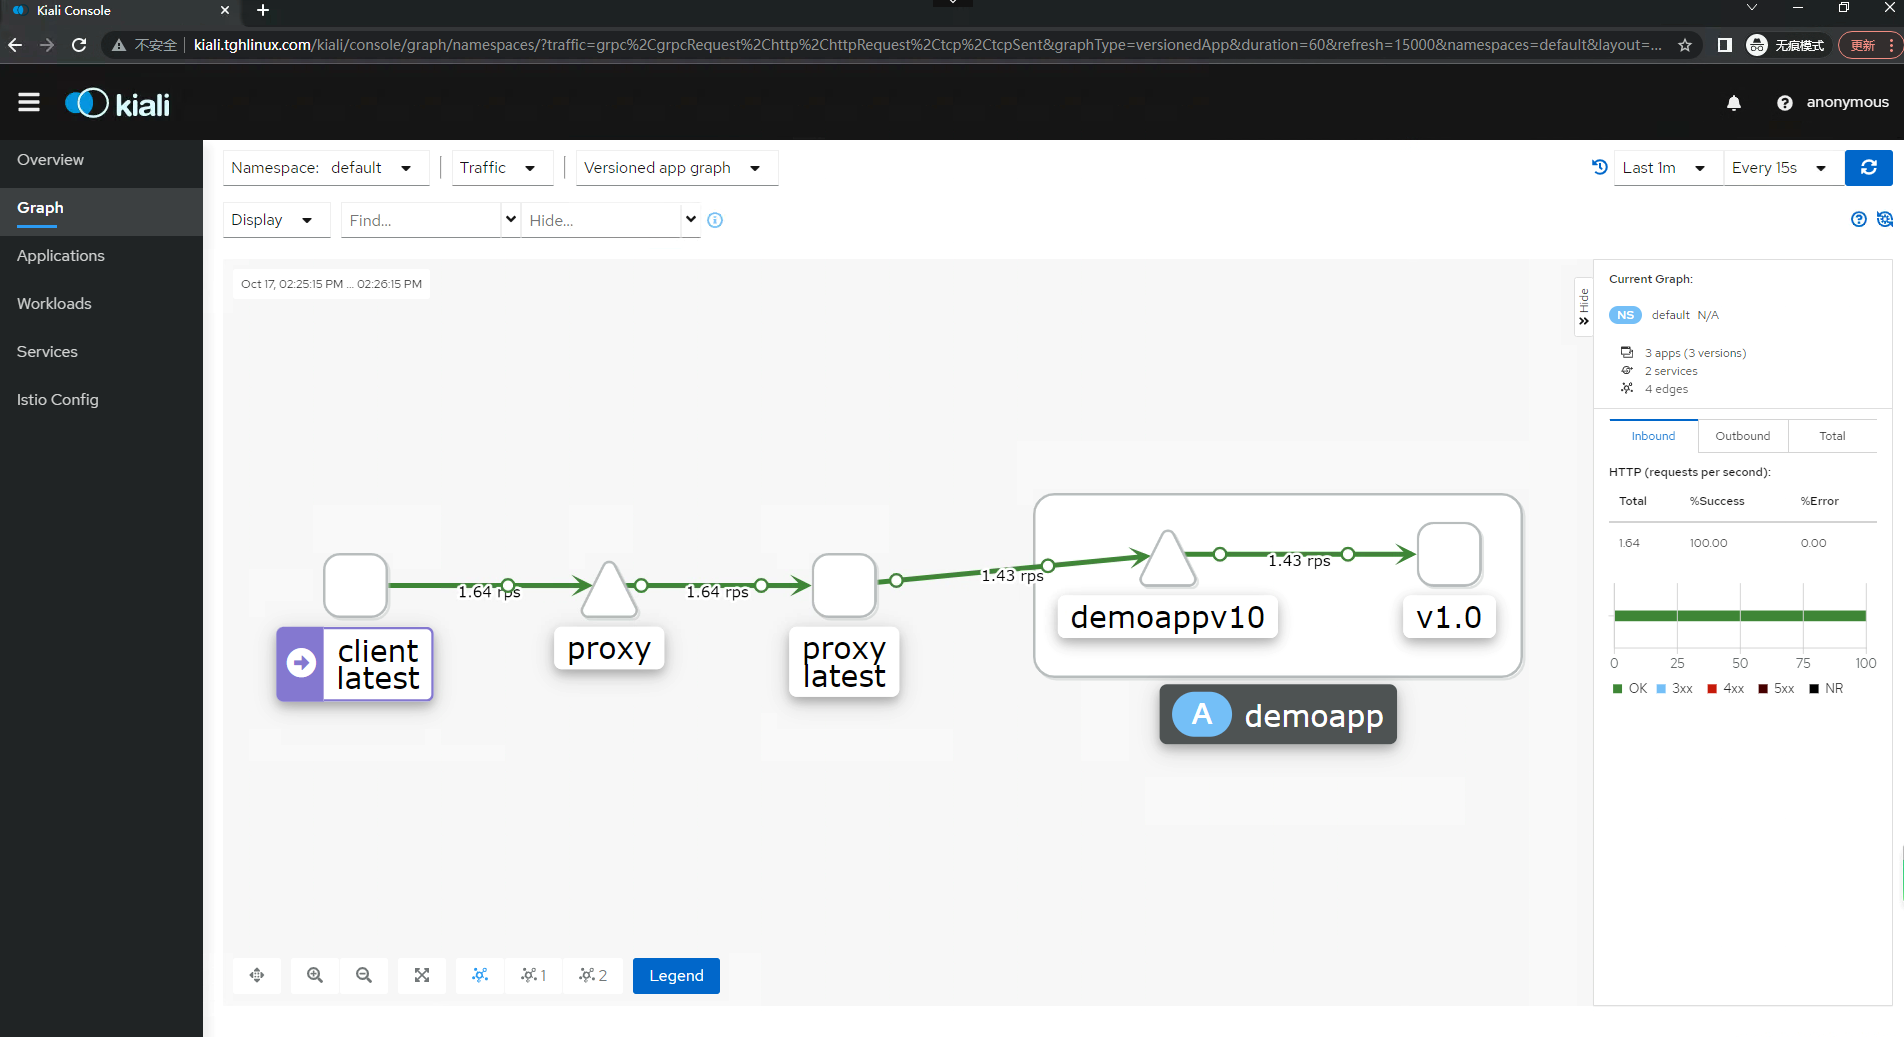 Kiali Console
不安全 kiali.tghlinux.com/kiali/console/graph/namespaces/?traffic=grpc%2CgrpcRequest%2Chttp%2ChttpRequest%2Ctcp%2CtcpSent&graphType=versionedApp&duration=60&refresh=15000&namespaces=default&layout=... 无痕模式 更新
kiali anonymous
Overview
Graph
Applications
Workloads
Services
Istio Config
Namespace: default Traffic Versioned app graph Last 1m Every 15s
Display Find... Hide...
Oct 17, 02:25:15 PM ... 02:26:15 PM
1.64 rps
1.64 rps
1.43 rps
1.43 rps
client
latest
proxy
proxy
latest
demoappv10
v1.0
A demoapp
1
2
Legend
Hide
Current Graph:
NS default N/A
3 apps (3 versions)
2 services
4 edges
Inbound Outbound Total
HTTP (requests per second):
Total %Success %Error
1.64 100.00 0.00
0 25 50 75 100
OK 3xx 4xx 5xx NR